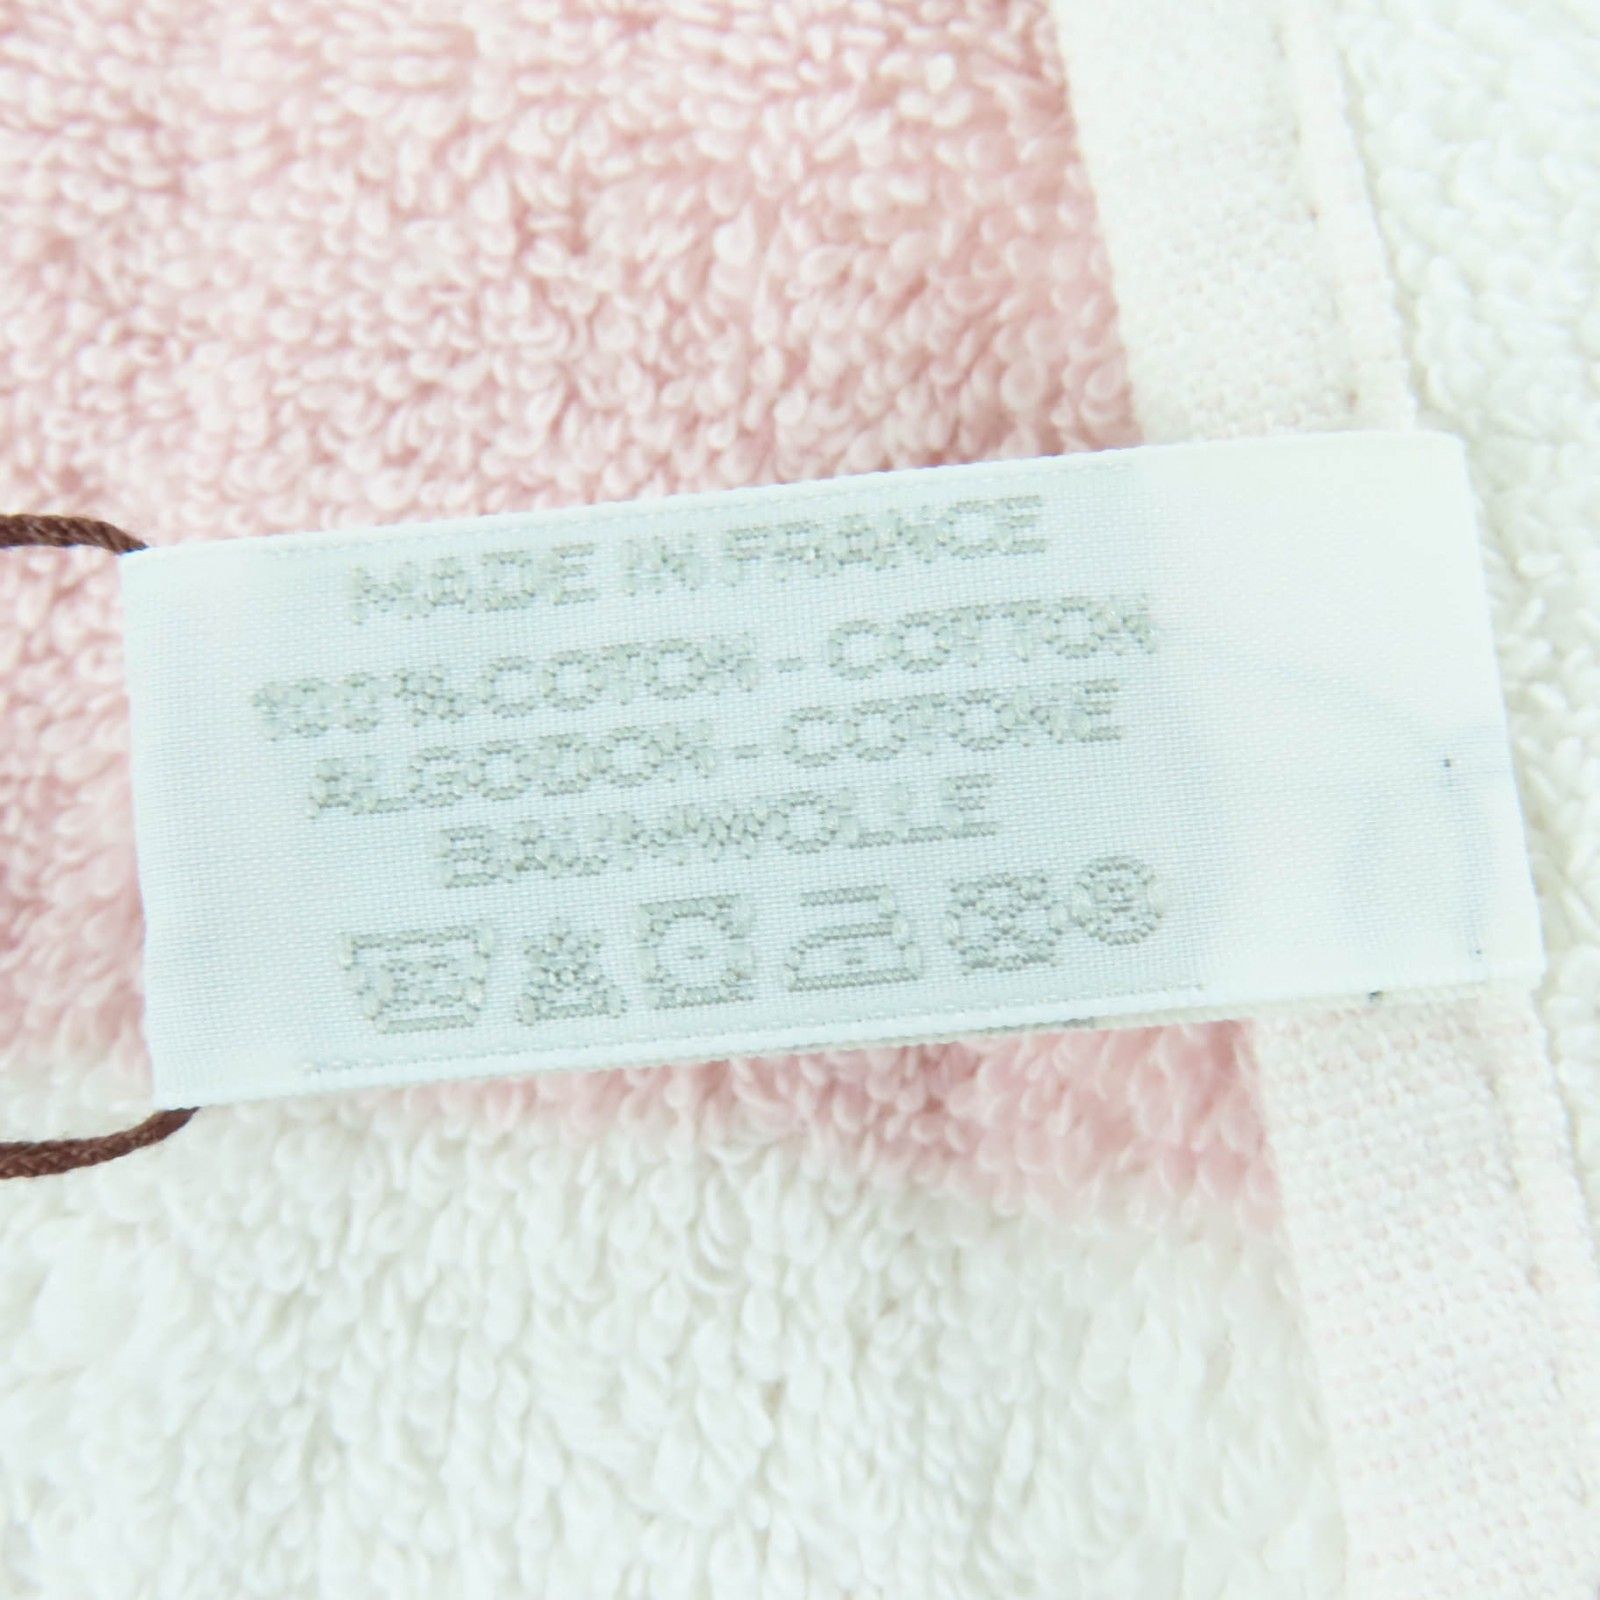 MADE IN FRANCE
100 % COTON - COTTON
ALGODON - COTONE
BAUMWOLLE